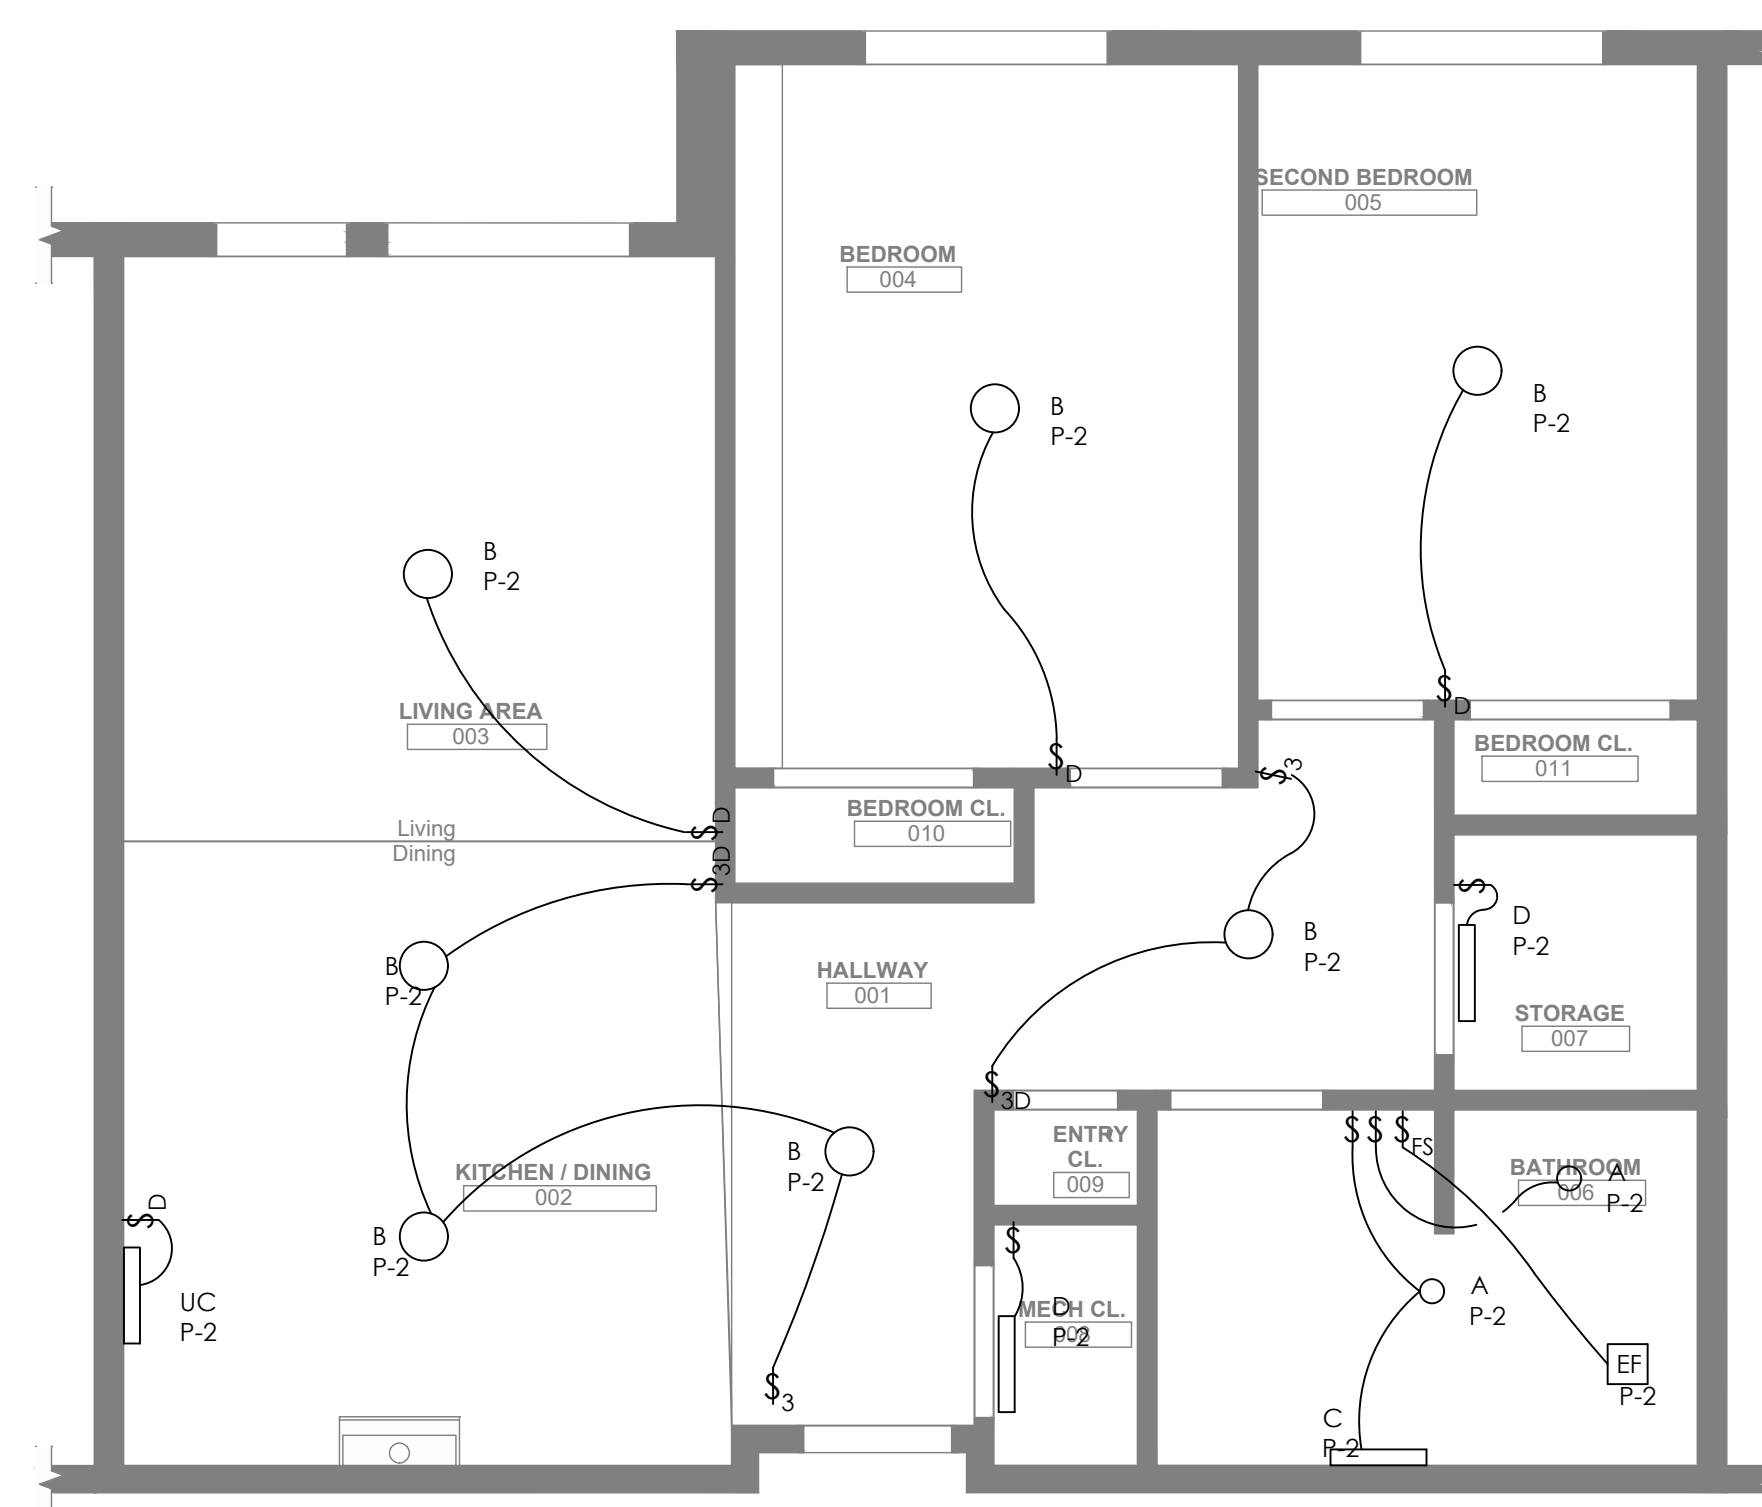 SECOND BEDROOM
005
BEDROOM
004
B
P-2
B
P-2
B
P-2
$D
$D
LIVING AREA
003
BEDROOM CL.
011
$3
BEDROOM CL.
010
$D
Living
Dining
$3D
$
D
P-2
B
P-2
B
P-2
HALLWAY
001
STORAGE
007
$3D
ENTRY
CL.
009
$ $ $FS
BATHROOM
006
A
P-2
B
P-2
KITCHEN / DINING
002
$D
B
P-2
$
UC
P-2
MECH CL.
008
D
P-2
A
P-2
EF
P-2
$3
C
P-2